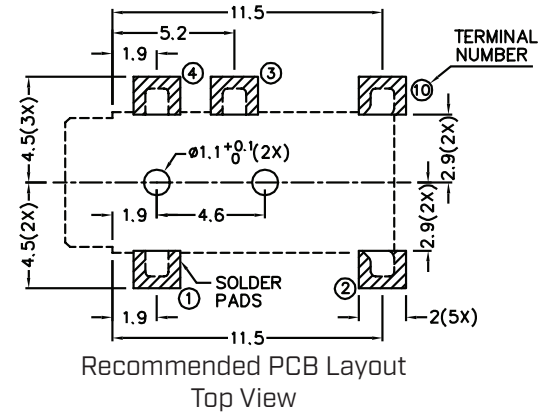 11.5
5.2
1.9
④
③
TERMINAL
NUMBER
⑩
4.5(3X)
2.9(2X)
ø1.1 +0.1 0 (2X)
4.5(2X)
1.9
4.6
2.9(2X)
①
SOLDER
PADS
②
1.9
2(5X)
11.5
Recommended PCB Layout
Top View